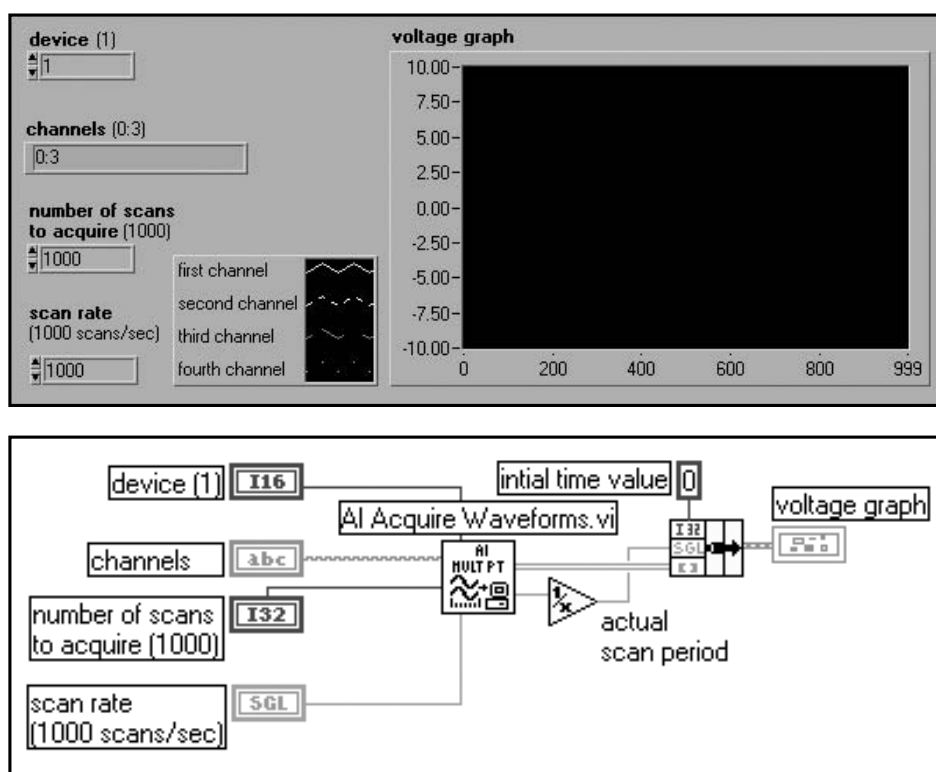 device (1)
1
channels (0:3)
0:3
number of scans
to acquire (1000)
1000
scan rate
(1000 scans/sec)
1000
first channel
second channel
third channel
fourth channel
voltage graph
10.00
7.50
5.00
2.50
0.00
-2.50
-5.00
-7.50
-10.00
0 200 400 600 800 999
device (1) I16
intial time value 0
AI Acquire Waveforms.vi
voltage graph
channels abc
AI
MULT PT
I32
SGL
[ ]
number of scans
to acquire (1000) I32
1/x
actual
scan period
scan rate
(1000 scans/sec) SGL